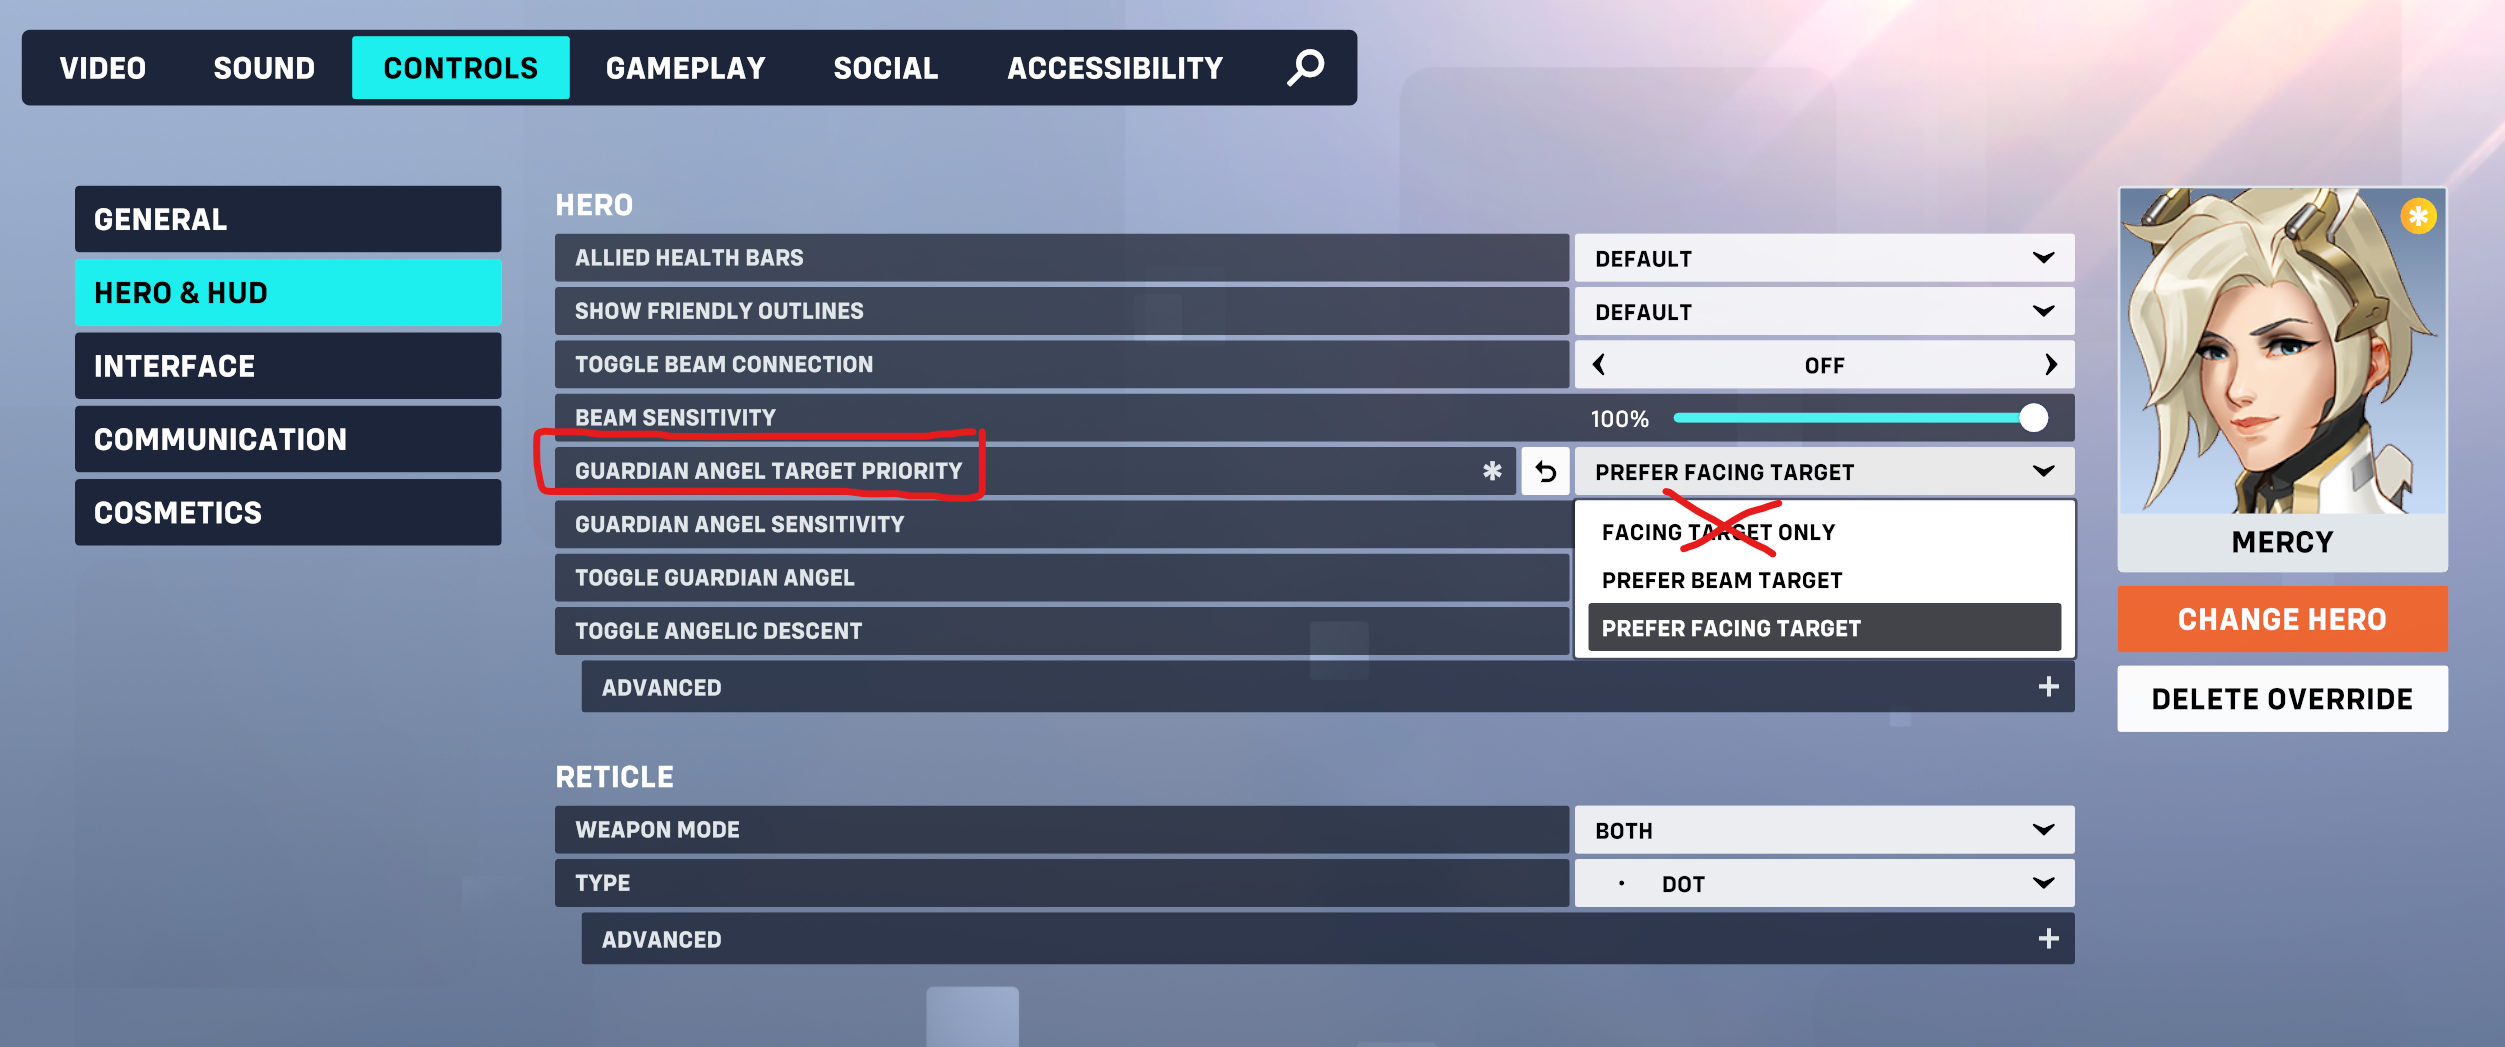 VIDEO SOUND CONTROLS GAMEPLAY SOCIAL ACCESSIBILITY
GENERAL
HERO & HUD
INTERFACE
COMMUNICATION
COSMETICS
HERO
ALLIED HEALTH BARS DEFAULT
SHOW FRIENDLY OUTLINES DEFAULT
TOGGLE BEAM CONNECTION OFF
BEAM SENSITIVITY 100%
GUARDIAN ANGEL TARGET PRIORITY * PREFER FACING TARGET
GUARDIAN ANGEL SENSITIVITY
TOGGLE GUARDIAN ANGEL
TOGGLE ANGELIC DESCENT
FACING TARGET ONLY
PREFER BEAM TARGET
PREFER FACING TARGET
ADVANCED +
RETICLE
WEAPON MODE BOTH
TYPE • DOT
ADVANCED +
*
MERCY
CHANGE HERO
DELETE OVERRIDE